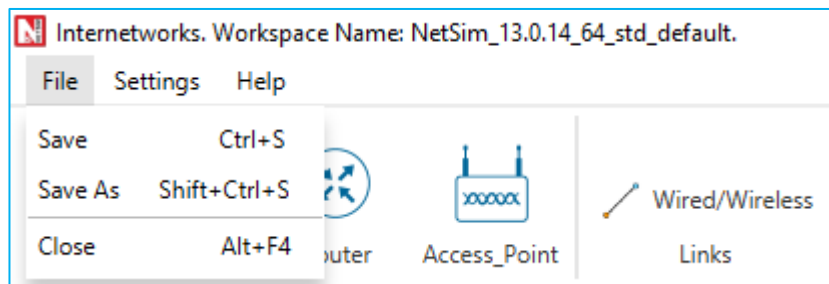 Internetworks. Workspace Name: NetSim_13.0.14_64_std_default.
File Settings Help
Save Ctrl+S
Save As Shift+Ctrl+S
Close Alt+F4
outer Access_Point
Wired/Wireless
Links